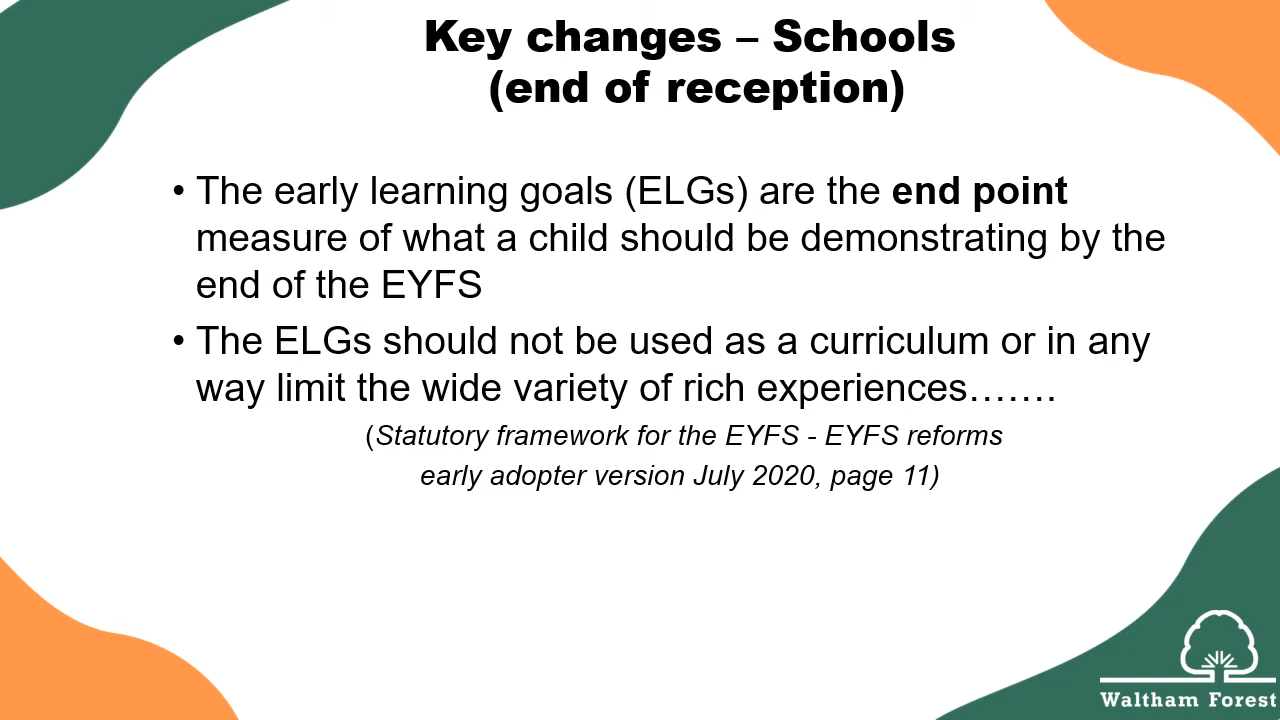 Key changes – Schools
(end of reception)
• The early learning goals (ELGs) are the end point
measure of what a child should be demonstrating by the
end of the EYFS
• The ELGs should not be used as a curriculum or in any
way limit the wide variety of rich experiences…….
(Statutory framework for the EYFS - EYFS reforms
early adopter version July 2020, page 11)
Waltham Forest